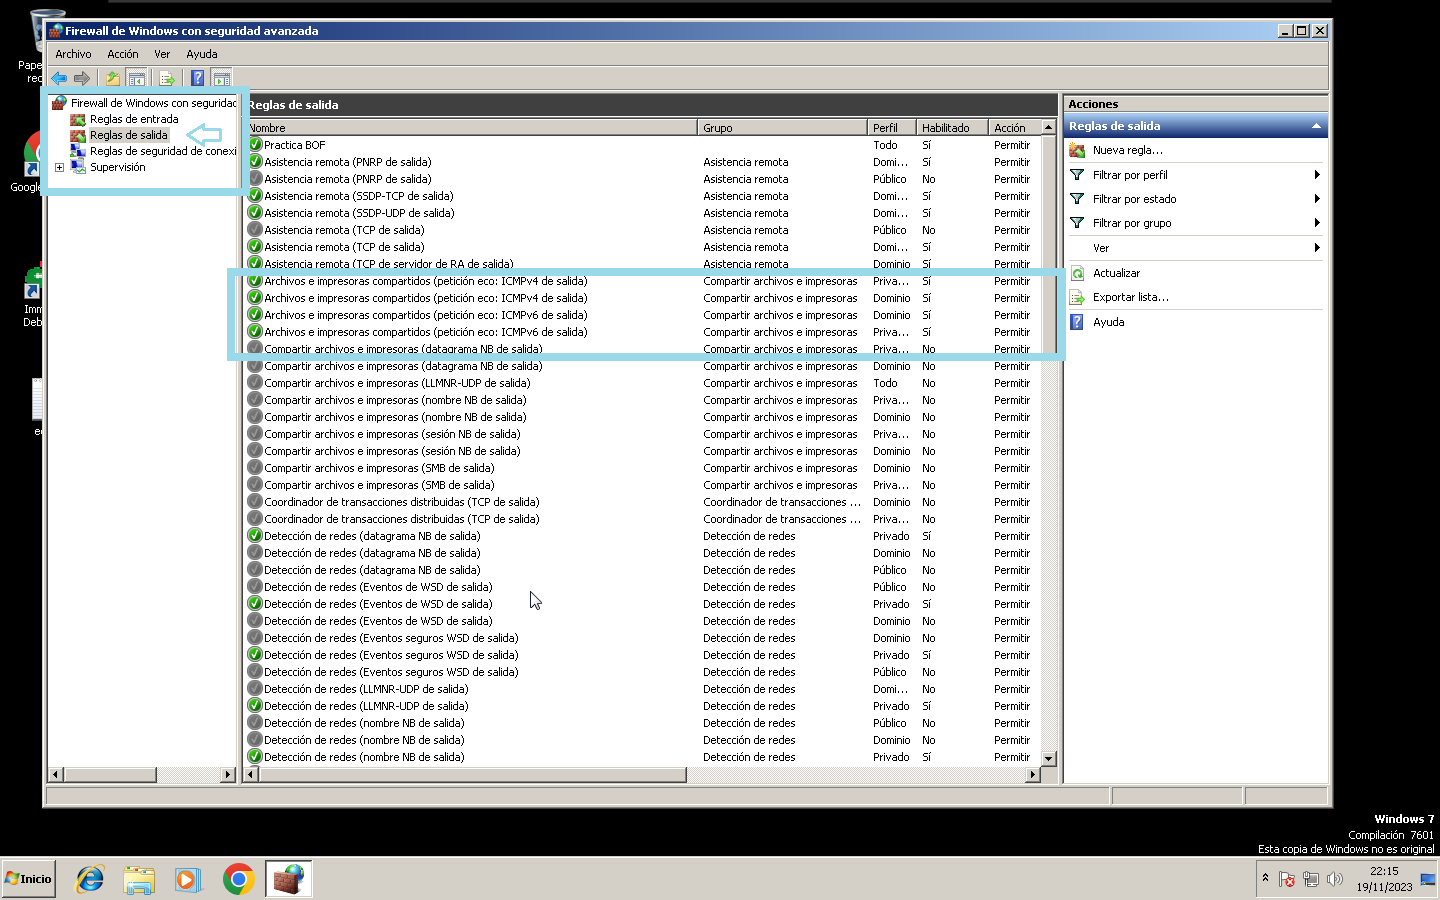 Firewall de Windows con seguridad avanzada
Archivo Acción Ver Ayuda
Firewall de Windows con seguridad
Reglas de entrada
Reglas de salida
Reglas de seguridad de conexi
Supervisión
Reglas de salida
Nombre Grupo Perfil Habilitado Acción
Practica BOF Todo Sí Permitir
Asistencia remota (PNRP de salida) Asistencia remota Domi... Sí Permitir
Asistencia remota (PNRP de salida) Asistencia remota Público No Permitir
Asistencia remota (SSDP-TCP de salida) Asistencia remota Domi... Sí Permitir
Asistencia remota (SSDP-UDP de salida) Asistencia remota Domi... Sí Permitir
Asistencia remota (TCP de salida) Asistencia remota Público No Permitir
Asistencia remota (TCP de salida) Asistencia remota Domi... Sí Permitir
Asistencia remota (TCP de servidor de RA de salida) Asistencia remota Dominio Sí Permitir
Archivos e impresoras compartidos (petición eco: ICMPv4 de salida) Compartir archivos e impresoras Priva... Sí Permitir
Archivos e impresoras compartidos (petición eco: ICMPv4 de salida) Compartir archivos e impresoras Dominio Sí Permitir
Archivos e impresoras compartidos (petición eco: ICMPv6 de salida) Compartir archivos e impresoras Dominio Sí Permitir
Archivos e impresoras compartidos (petición eco: ICMPv6 de salida) Compartir archivos e impresoras Priva... Sí Permitir
Compartir archivos e impresoras (datagrama NB de salida) Compartir archivos e impresoras Priva... No Permitir
Compartir archivos e impresoras (datagrama NB de salida) Compartir archivos e impresoras Dominio No Permitir
Compartir archivos e impresoras (LLMNR-UDP de salida) Compartir archivos e impresoras Todo No Permitir
Compartir archivos e impresoras (nombre NB de salida) Compartir archivos e impresoras Priva... No Permitir
Compartir archivos e impresoras (nombre NB de salida) Compartir archivos e impresoras Dominio No Permitir
Compartir archivos e impresoras (sesión NB de salida) Compartir archivos e impresoras Priva... No Permitir
Compartir archivos e impresoras (sesión NB de salida) Compartir archivos e impresoras Dominio No Permitir
Compartir archivos e impresoras (SMB de salida) Compartir archivos e impresoras Dominio No Permitir
Compartir archivos e impresoras (SMB de salida) Compartir archivos e impresoras Priva... No Permitir
Coordinador de transacciones distribuidas (TCP de salida) Coordinador de transacciones ... Dominio No Permitir
Coordinador de transacciones distribuidas (TCP de salida) Coordinador de transacciones ... Priva... No Permitir
Detección de redes (datagrama NB de salida) Detección de redes Privado Sí Permitir
Detección de redes (datagrama NB de salida) Detección de redes Dominio No Permitir
Detección de redes (datagrama NB de salida) Detección de redes Público No Permitir
Detección de redes (Eventos de WSD de salida) Detección de redes Público No Permitir
Detección de redes (Eventos de WSD de salida) Detección de redes Privado Sí Permitir
Detección de redes (Eventos de WSD de salida) Detección de redes Dominio No Permitir
Detección de redes (Eventos seguros WSD de salida) Detección de redes Dominio No Permitir
Detección de redes (Eventos seguros WSD de salida) Detección de redes Privado Sí Permitir
Detección de redes (Eventos seguros WSD de salida) Detección de redes Público No Permitir
Detección de redes (LLMNR-UDP de salida) Detección de redes Domi... No Permitir
Detección de redes (LLMNR-UDP de salida) Detección de redes Privado Sí Permitir
Detección de redes (nombre NB de salida) Detección de redes Público No Permitir
Detección de redes (nombre NB de salida) Detección de redes Dominio No Permitir
Detección de redes (nombre NB de salida) Detección de redes Privado Sí Permitir
Acciones
Reglas de salida
Nueva regla...
Filtrar por perfil
Filtrar por estado
Filtrar por grupo
Ver
Actualizar
Exportar lista...
Ayuda
Pape
rec
Google
Imm
Deb
Windows 7
Compilación 7601
Esta copia de Windows no es original
Inicio
22:15
19/11/2023